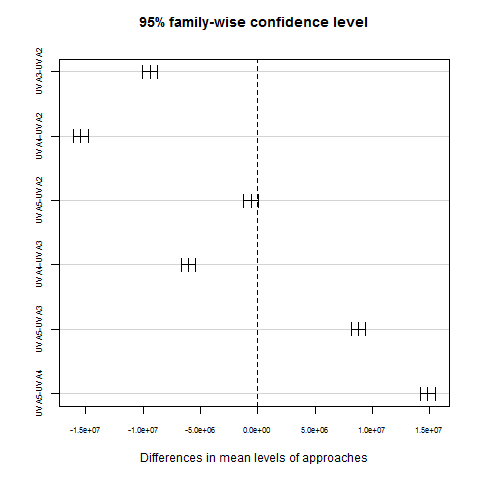 95% family-wise confidence level
UVA3-UVA2
UVA4-UVA2
UVA5-UVA2
UVA4-UVA3
UVA5-UVA3
UVA5-UVA4
-1.5e+07 -1.0e+07 -5.0e+06 0.0e+00 5.0e+06 1.0e+07 1.5e+07
Differences in mean levels of approaches